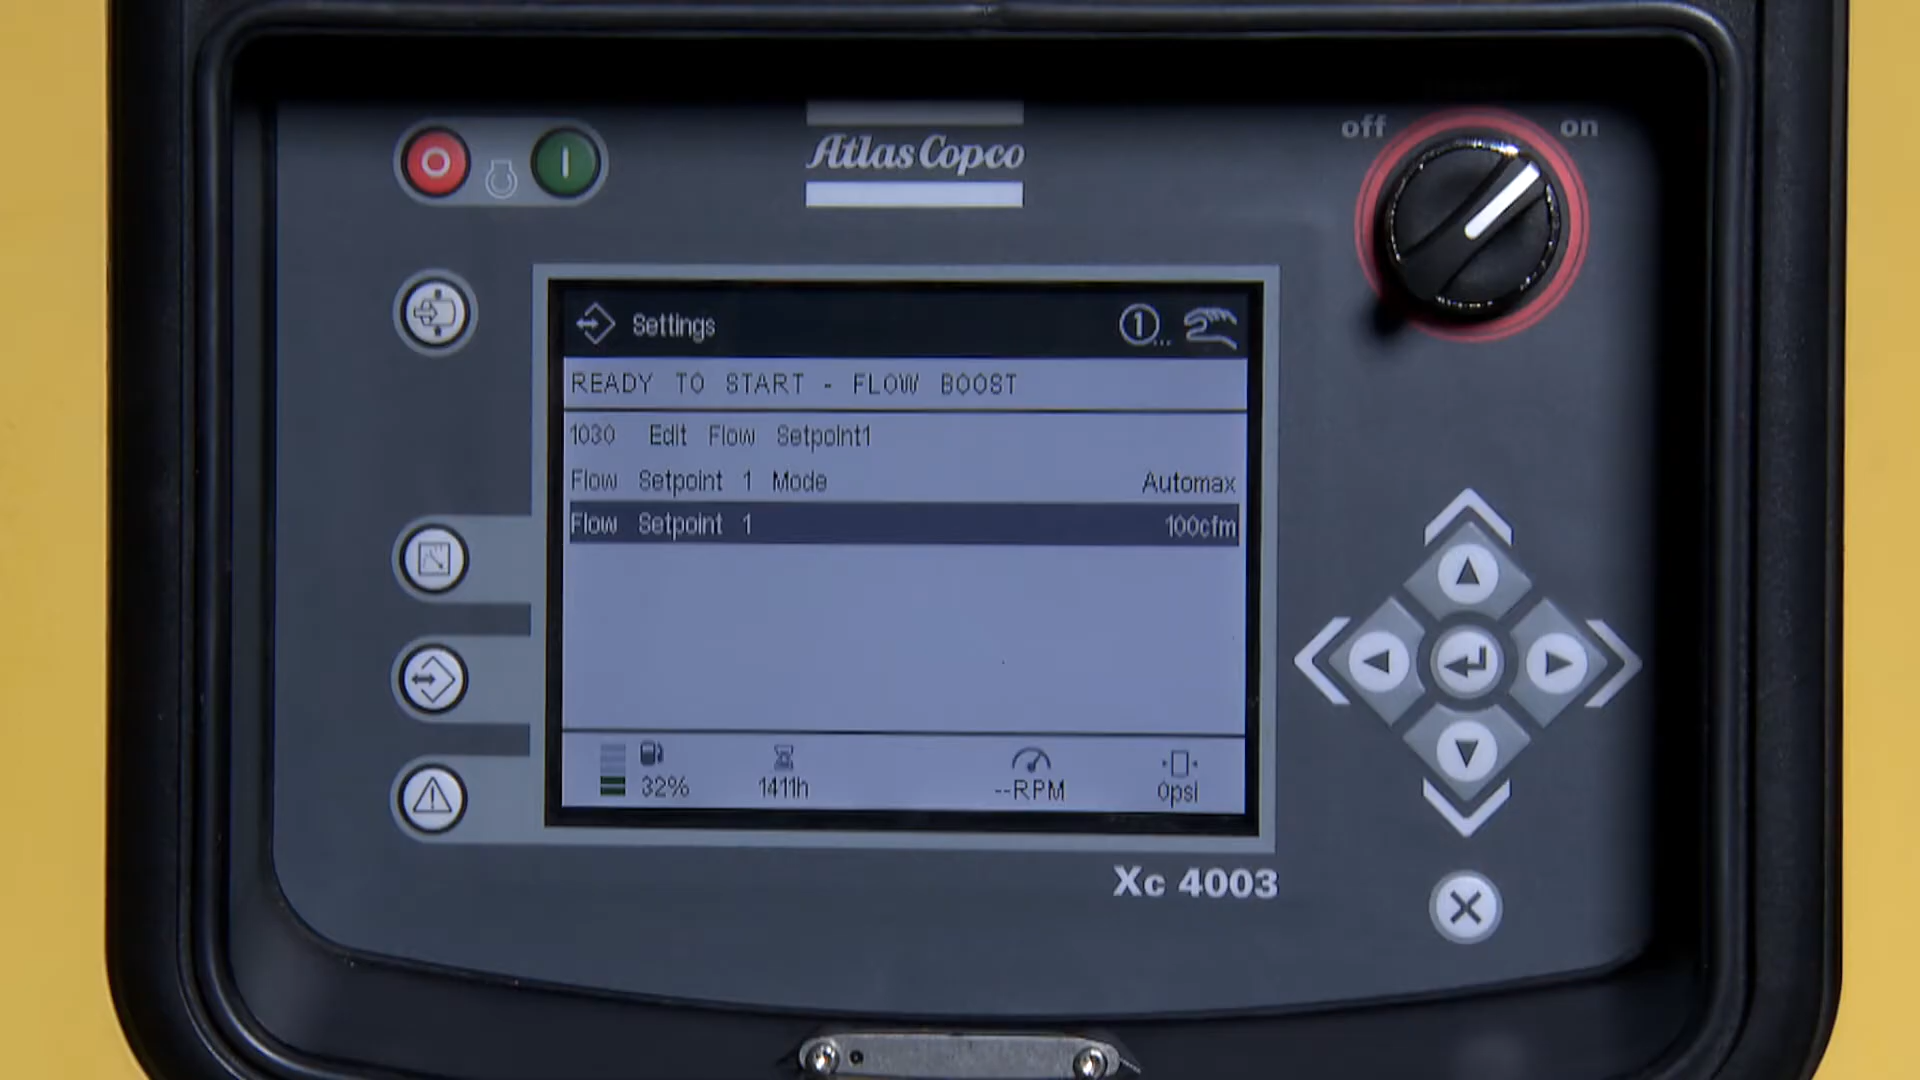 off
on
Atlas Copco
Settings
1...
READY TO START - FLOW BOOST
1030 Edit Flow Setpoint1
Flow Setpoint 1 Mode Automax
Flow Setpoint 1 100cfm
32% 1411h --RPM 0psi
Xc 4003